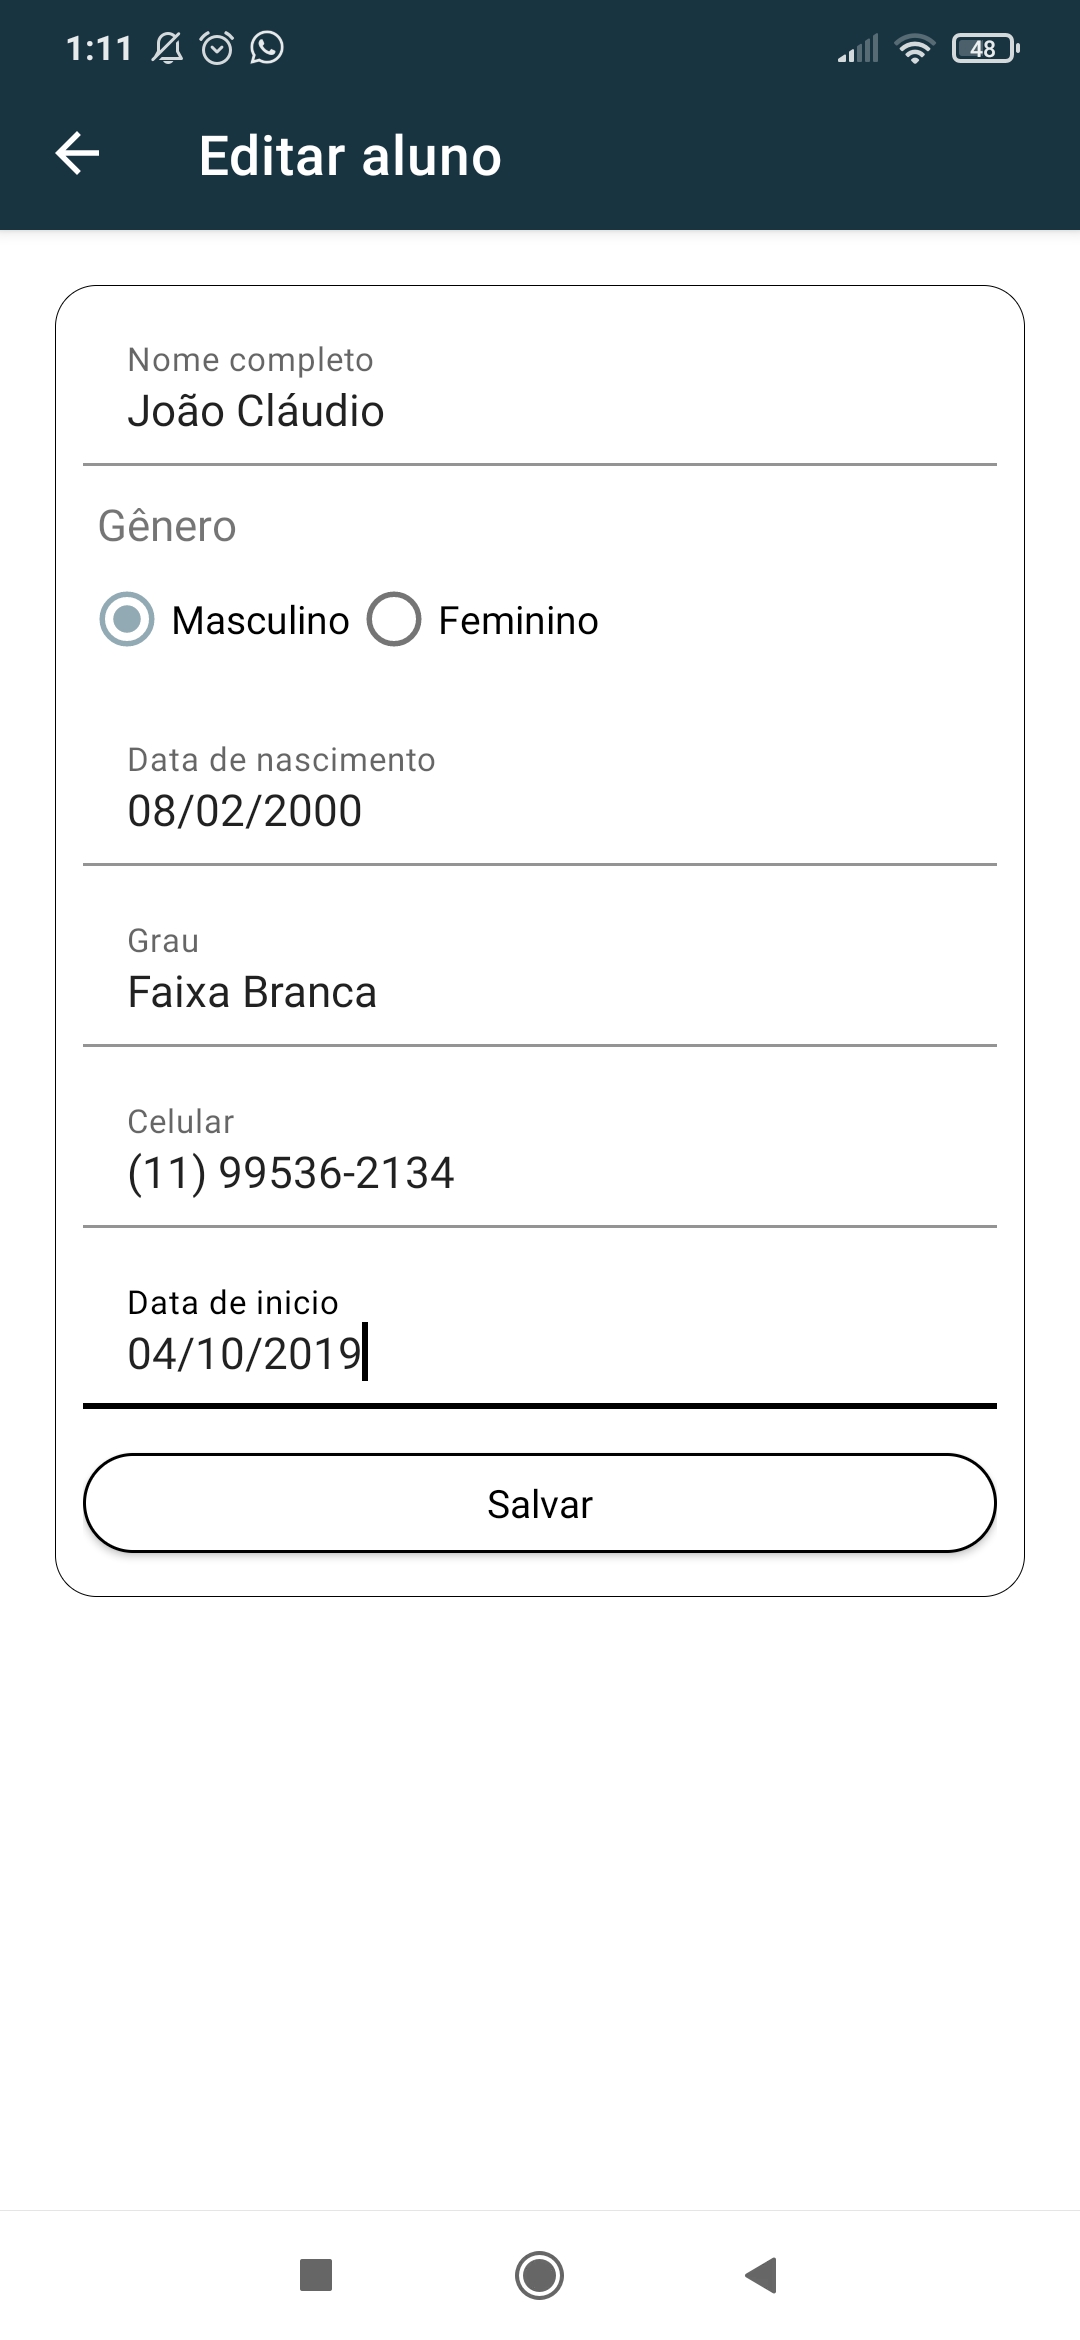 1:11
48
Editar aluno
Nome completo
João Cláudio
Gênero
Masculino Feminino
Data de nascimento
08/02/2000
Grau
Faixa Branca
Celular
(11) 99536-2134
Data de inicio
04/10/2019
Salvar